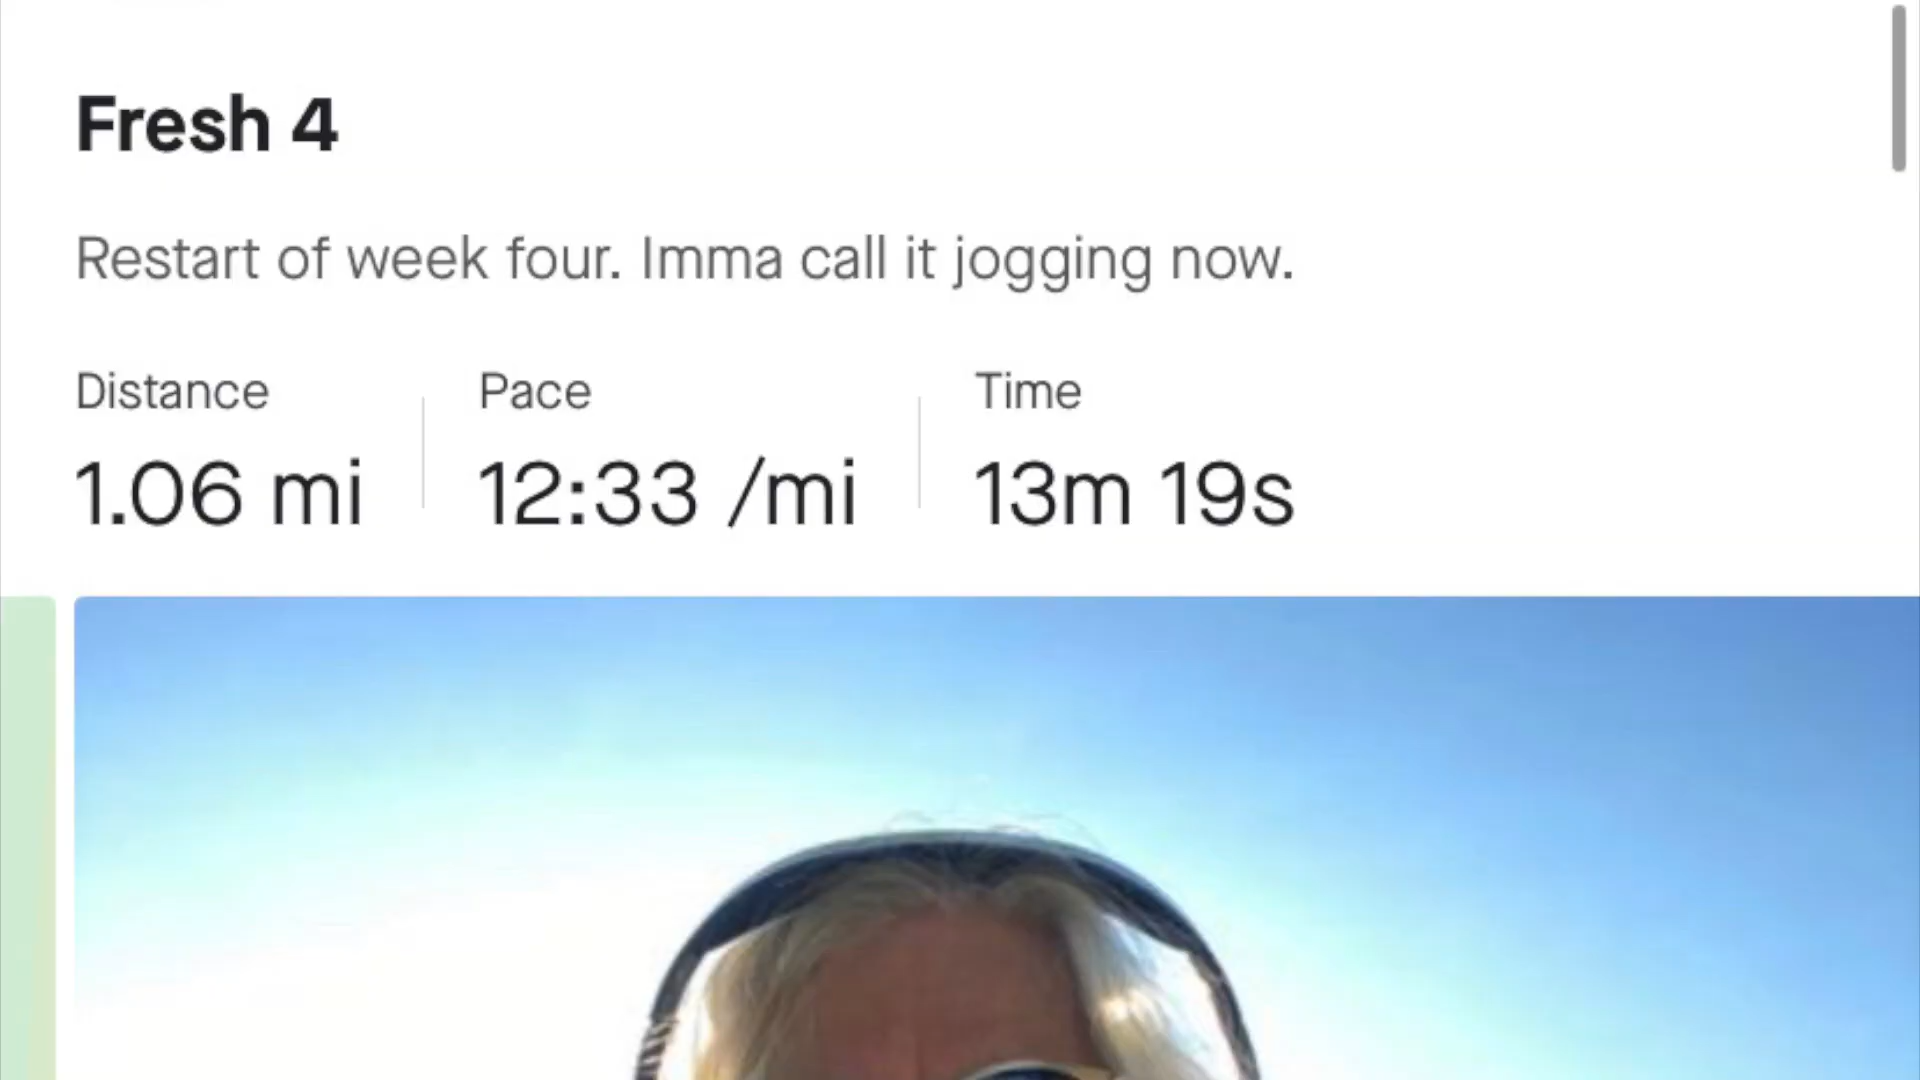 Fresh 4
Restart of week four. Imma call it jogging now.
Distance Pace Time
1.06 mi 12:33 /mi 13m 19s